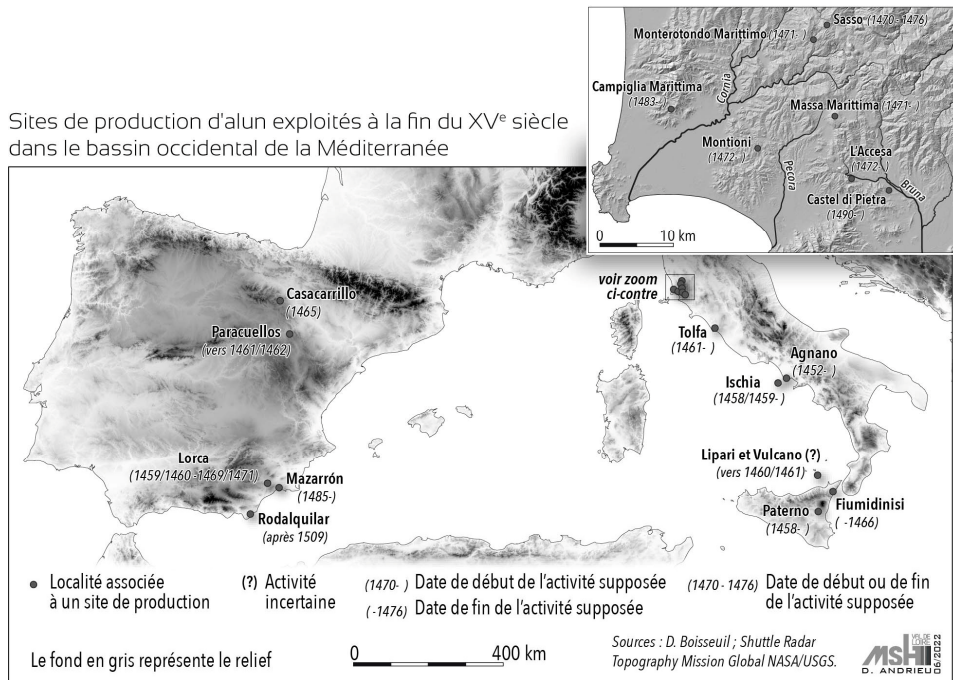 Sites de production d'alun exploités à la fin du XVe siècle
dans le bassin occidental de la Méditerranée
Sasso (1470 - 1476)
Monterotondo Marittimo (1471- )
Campiglia Marittima
(1483- )
Cornia
Massa Marittima (1471- )
Montioni
(1472- )
L'Accesa
(1472- )
Pecora
Bruna
Castel di Pietra
(1490- )
0 10 km
voir zoom
ci-contre
Casacarrillo
(1465)
Paracuellos
(vers 1461/1462)
Tolfa
(1461- )
Agnano
(1452- )
Ischia
(1458/1459- )
Lorca
(1459/1460 -1469/1471)
Mazarrón
(1485-)
Rodalquilar
(après 1509)
Lipari et Vulcano (?)
(vers 1460/1461)
Fiumidinisi
( -1466)
Paterno
(1458- )
Localité associée
à un site de production
(?) Activité
incertaine
(1470- ) Date de début de l'activité supposée
( -1476) Date de fin de l'activité supposée
(1470 - 1476) Date de début ou de fin
de l'activité supposée
Le fond en gris représente le relief
0 400 km
Sources : D. Boisseuil ; Shuttle Radar
Topography Mission Global NASA/USGS.
VAL DE
LOIRE
MSH
D. ANDRIEU
06/2022